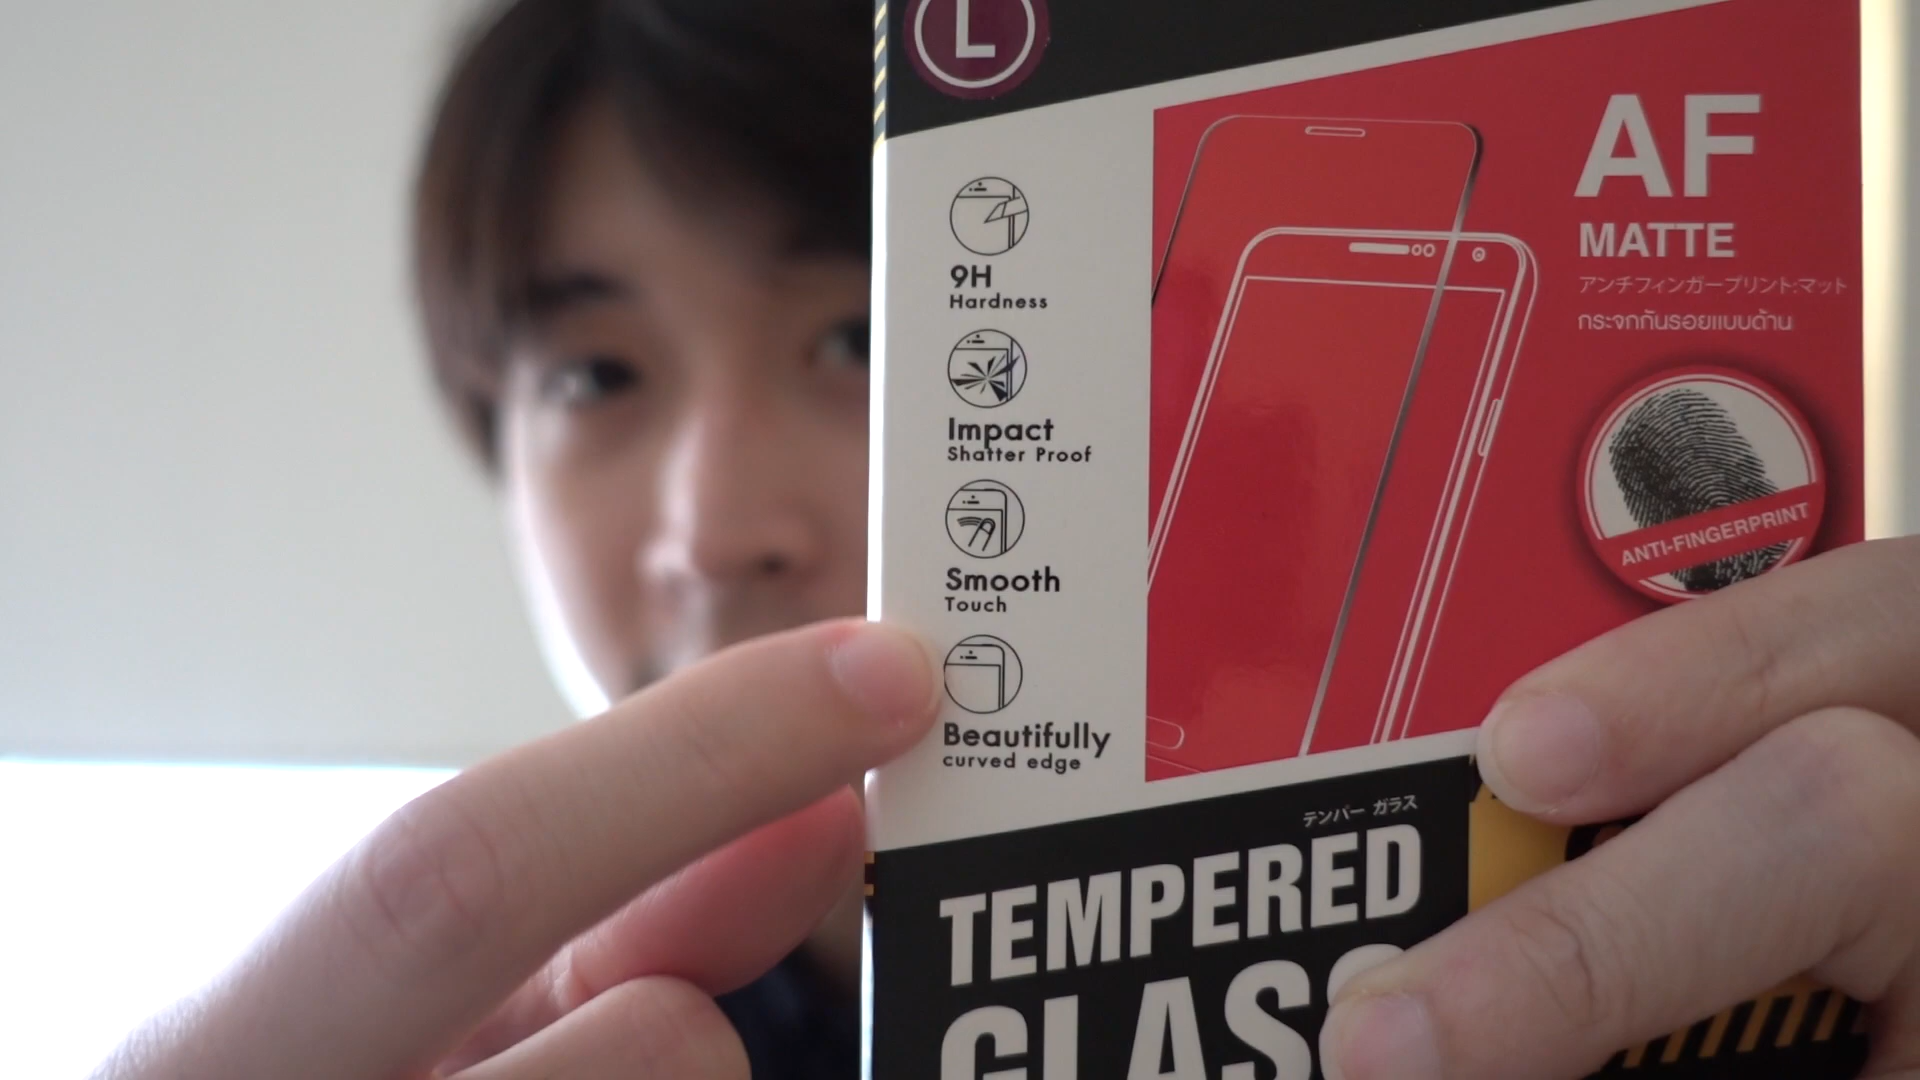 L
9H
Hardness
Impact
Shatter Proof
Smooth
Touch
Beautifully
curved edge
AF
MATTE
アンチフィンガープリント:マット
กระจกกันรอยแบบด้าน
ANTI-FINGERPRINT
テンパー ガラス
TEMPERED
GLASS